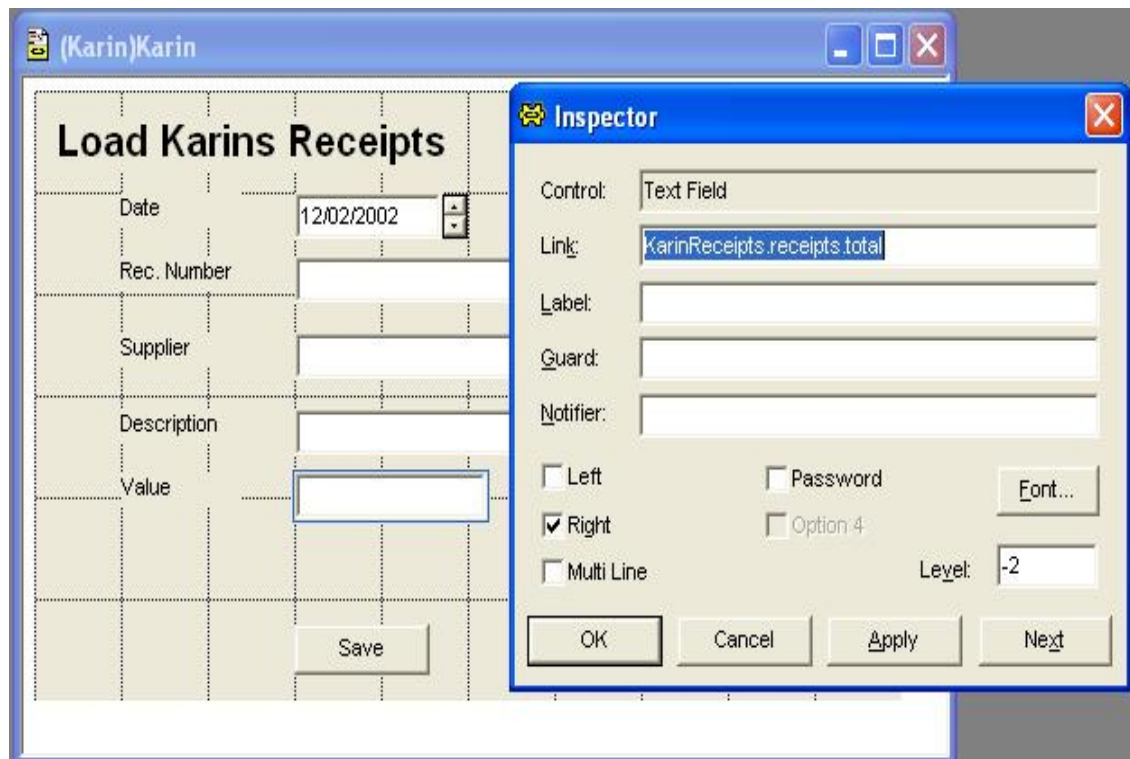 (Karin)Karin
Load Karins Receipts
Date
12/02/2002
Rec. Number
Supplier
Description
Value
Save
Inspector
Control: Text Field
Link: KarinReceipts.receipts.total
Label:
Guard:
Notifier:
Left
Password
Font...
Right
Option 4
Multi Line
Level: -2
OK
Cancel
Apply
Next